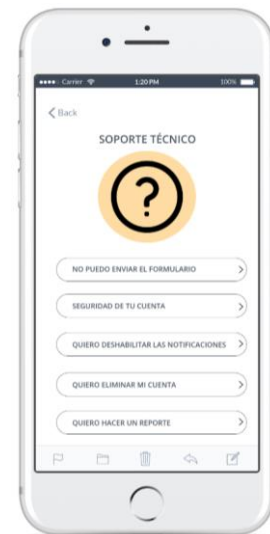 Carrier
1:20 PM
100%
Back
SOPORTE TÉCNICO
?
NO PUEDO ENVIAR EL FORMULARIO
SEGURIDAD DE TU CUENTA
QUIERO DESHABILITAR LAS NOTIFICACIONES
QUIERO ELIMINAR MI CUENTA
QUIERO HACER UN REPORTE